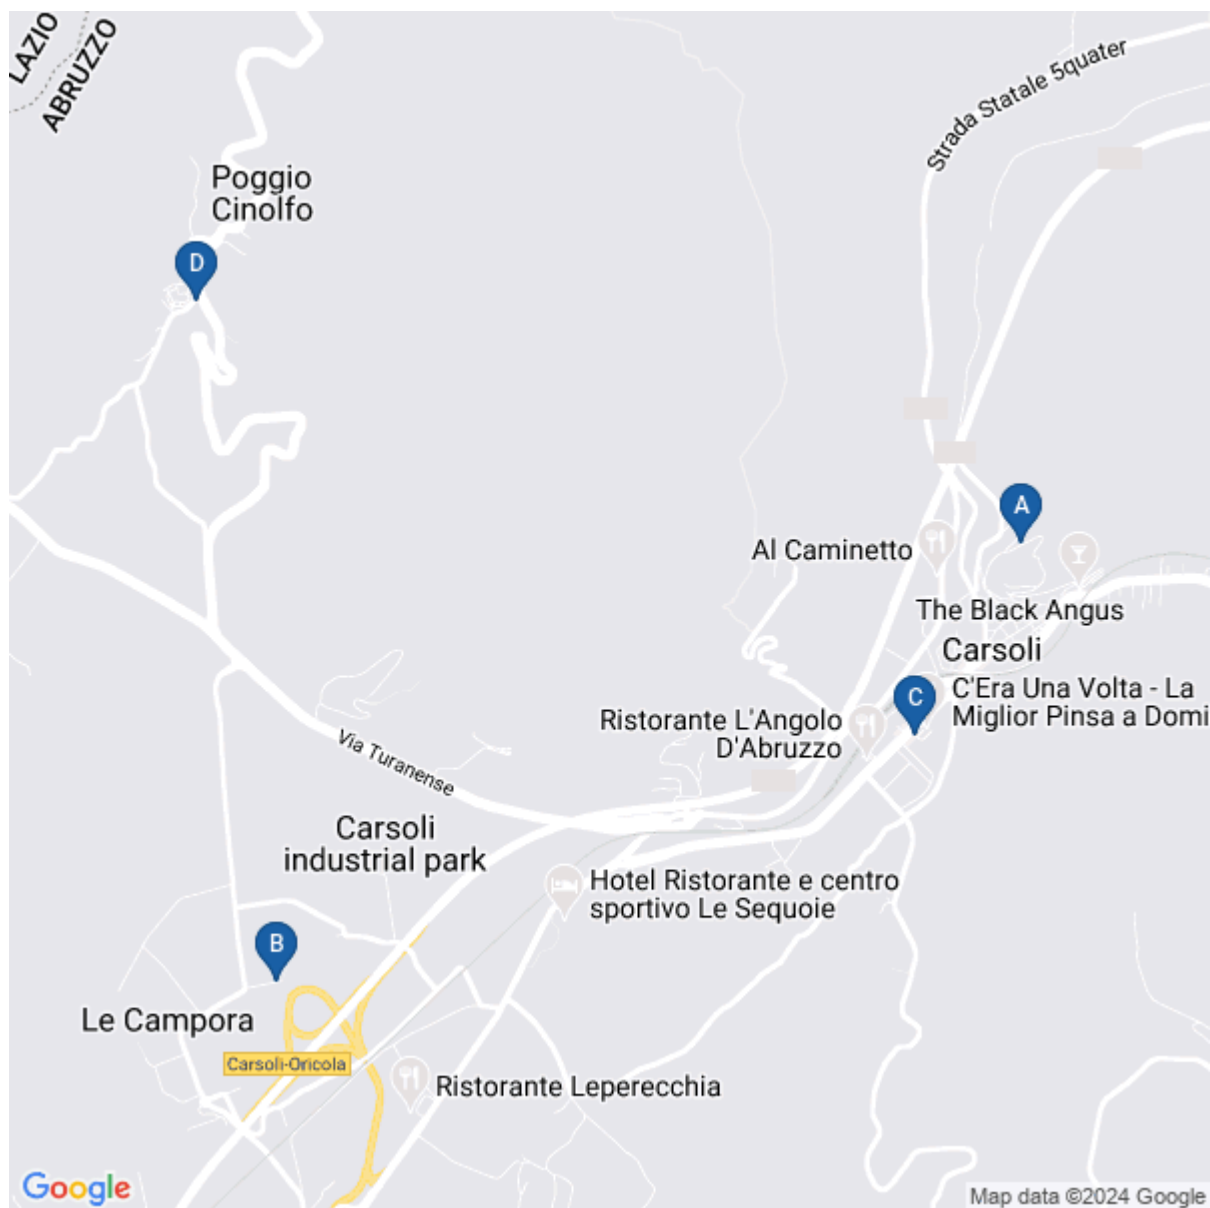 LAZIO
ABRUZZO
Strada Statale 5quater
Poggio
Cinolfo
D
A
Al Caminetto
The Black Angus
Carsoli
C'Era Una Volta - La
Miglior Pinsa a Domi
C
Ristorante L'Angolo
D'Abruzzo
Via Turanense
Carsoli
industrial park
Hotel Ristorante e centro
sportivo Le Sequoie
B
Le Campora
Carsoli-Oricola
Ristorante Leperecchia
Google
Map data ©2024 Google